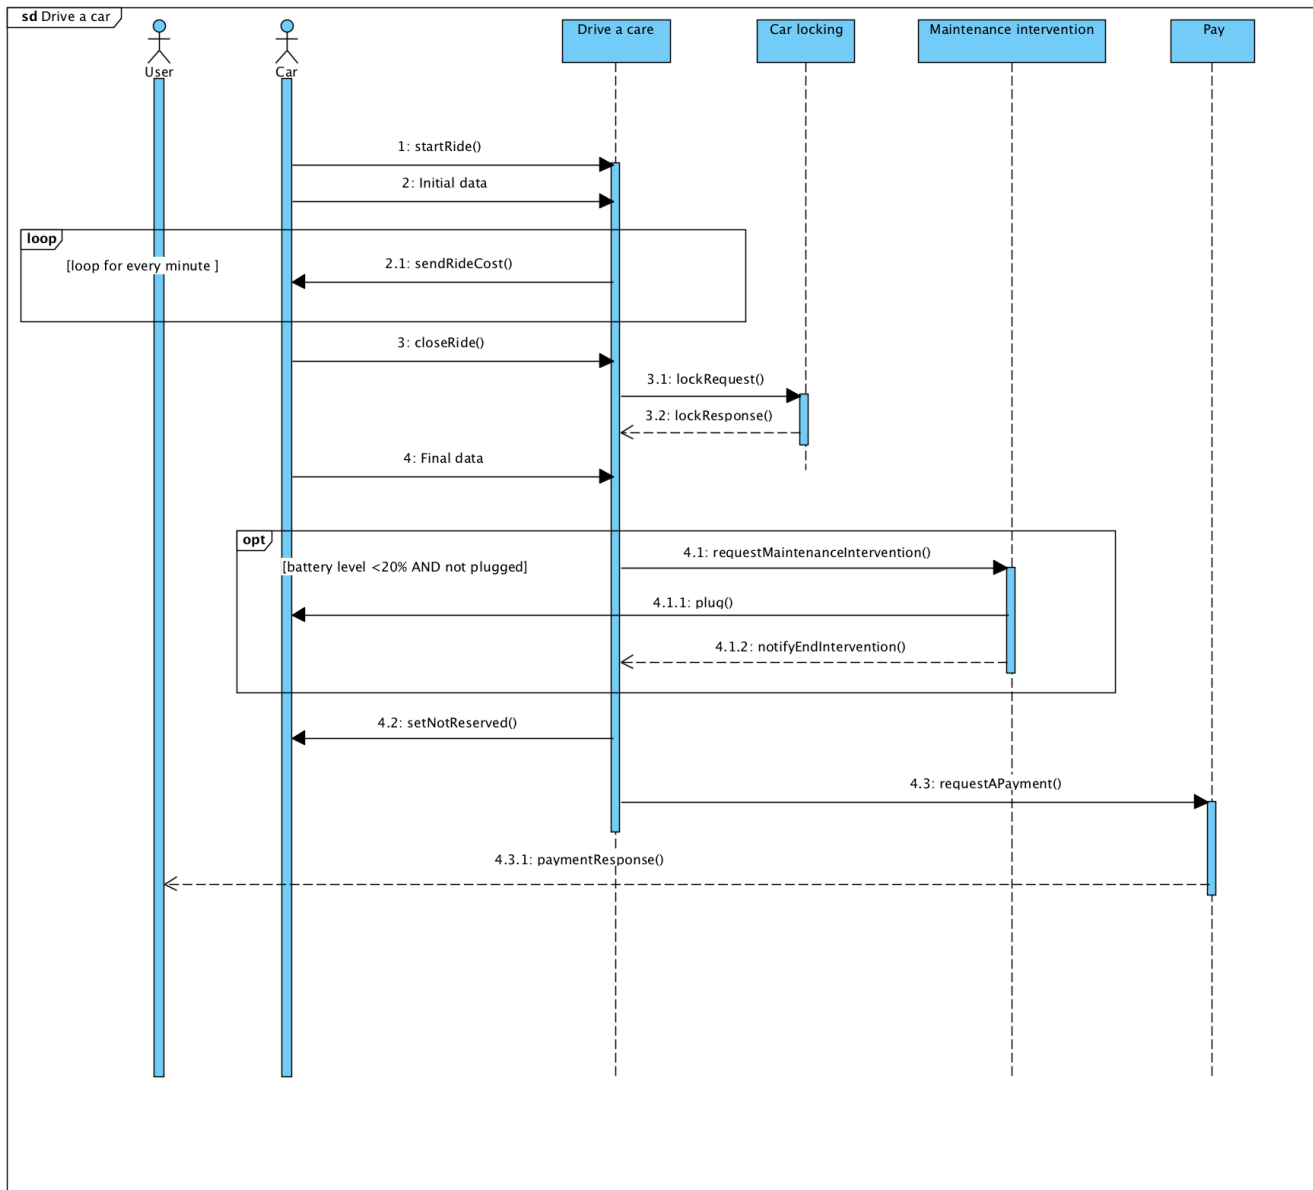 sd Drive a car
User
Car
Drive a care
Car locking
Maintenance intervention
Pay
1: startRide()
2: Initial data
loop
[loop for every minute ]
2.1: sendRideCost()
3: closeRide()
3.1: lockRequest()
3.2: lockResponse()
4: Final data
opt
[battery level <20% AND not plugged]
4.1: requestMaintenanceIntervention()
4.1.1: plug()
4.1.2: notifyEndIntervention()
4.2: setNotReserved()
4.3: requestAPayment()
4.3.1: paymentResponse()